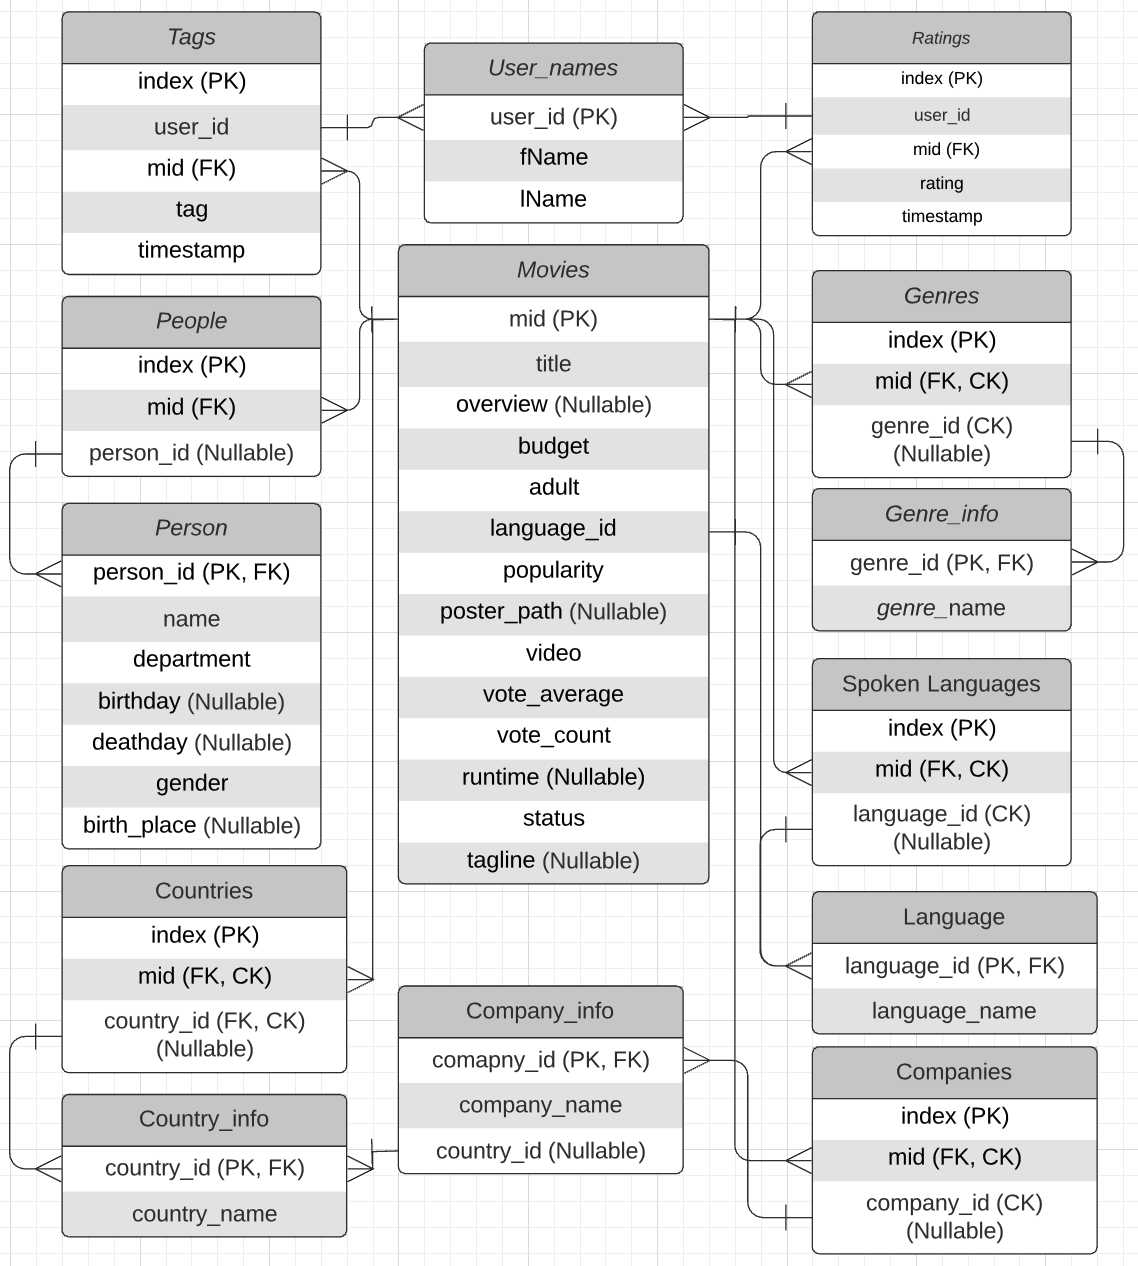 Tags
index (PK)
user_id
mid (FK)
tag
timestamp
User_names
user_id (PK)
fName
lName
Ratings
index (PK)
user_id
mid (FK)
rating
timestamp
People
index (PK)
mid (FK)
person_id (Nullable)
Movies
mid (PK)
title
overview (Nullable)
budget
adult
language_id
popularity
poster_path (Nullable)
video
vote_average
vote_count
runtime (Nullable)
status
tagline (Nullable)
Genres
index (PK)
mid (FK, CK)
genre_id (CK)
(Nullable)
Genre_info
genre_id (PK, FK)
genre_name
Person
person_id (PK, FK)
name
department
birthday (Nullable)
deathday (Nullable)
gender
birth_place (Nullable)
Spoken Languages
index (PK)
mid (FK, CK)
language_id (CK)
(Nullable)
Countries
index (PK)
mid (FK, CK)
country_id (FK, CK)
(Nullable)
Language
language_id (PK, FK)
language_name
Company_info
comapny_id (PK, FK)
company_name
country_id (Nullable)
Country_info
country_id (PK, FK)
country_name
Companies
index (PK)
mid (FK, CK)
company_id (CK)
(Nullable)